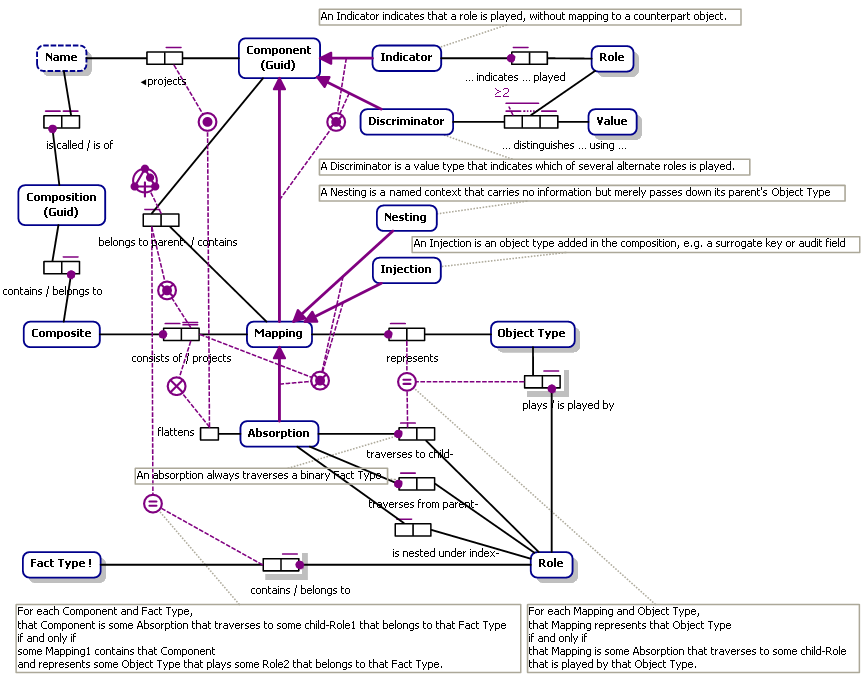 An Indicator indicates that a role is played, without mapping to a counterpart object.
Name
Component
(Guid)
Indicator
Role
◂projects
... indicates ... played
≥2
Discriminator
Value
is called / is of
... distinguishes ... using ...
A Discriminator is a value type that indicates which of several alternate roles is played.
A Nesting is a named context that carries no information but merely passes down its parent's Object Type
Composition
(Guid)
Nesting
belongs to parent- / contains
An Injection is an object type added in the composition, e.g. a surrogate key or audit field
Injection
contains / belongs to
Composite
Mapping
Object Type
consists of / projects
represents
plays / is played by
flattens
Absorption
traverses to child-
An absorption always traverses a binary Fact Type
traverses from parent-
is nested under index-
Fact Type !
Role
contains / belongs to
For each Component and Fact Type,
that Component is some Absorption that traverses to some child-Role1 that belongs to that Fact Type
if and only if
some Mapping1 contains that Component
and represents some Object Type that plays some Role2 that belongs to that Fact Type.
For each Mapping and Object Type,
that Mapping represents that Object Type
if and only if
that Mapping is some Absorption that traverses to some child-Role
that is played by that Object Type.